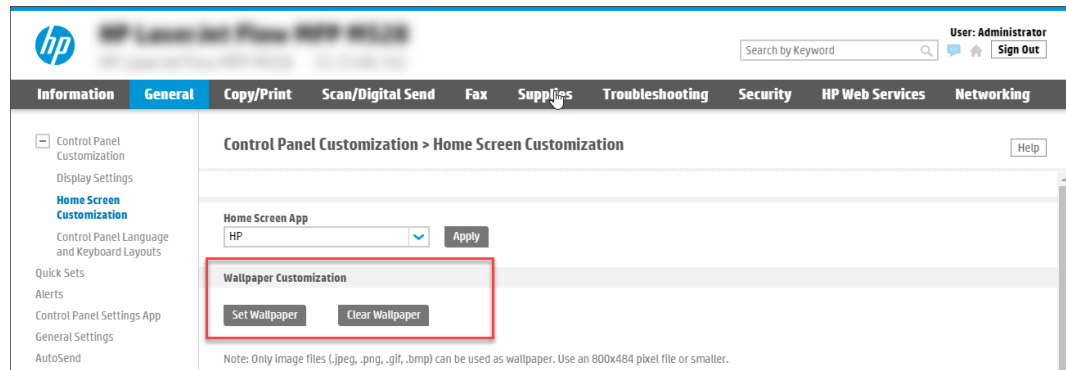 hp
User: Administrator
Search by Keyword
Sign Out
Information General Copy/Print Scan/Digital Send Fax Supplies Troubleshooting Security HP Web Services Networking
Control Panel
Customization
Display Settings
Home Screen
Customization
Control Panel Language
and Keyboard Layouts
Quick Sets
Alerts
Control Panel Settings App
General Settings
AutoSend
Control Panel Customization > Home Screen Customization
Help
Home Screen App
HP
Apply
Wallpaper Customization
Set Wallpaper
Clear Wallpaper
Note: Only image files (.jpeg, .png, .gif, .bmp) can be used as wallpaper. Use an 800x484 pixel file or smaller.